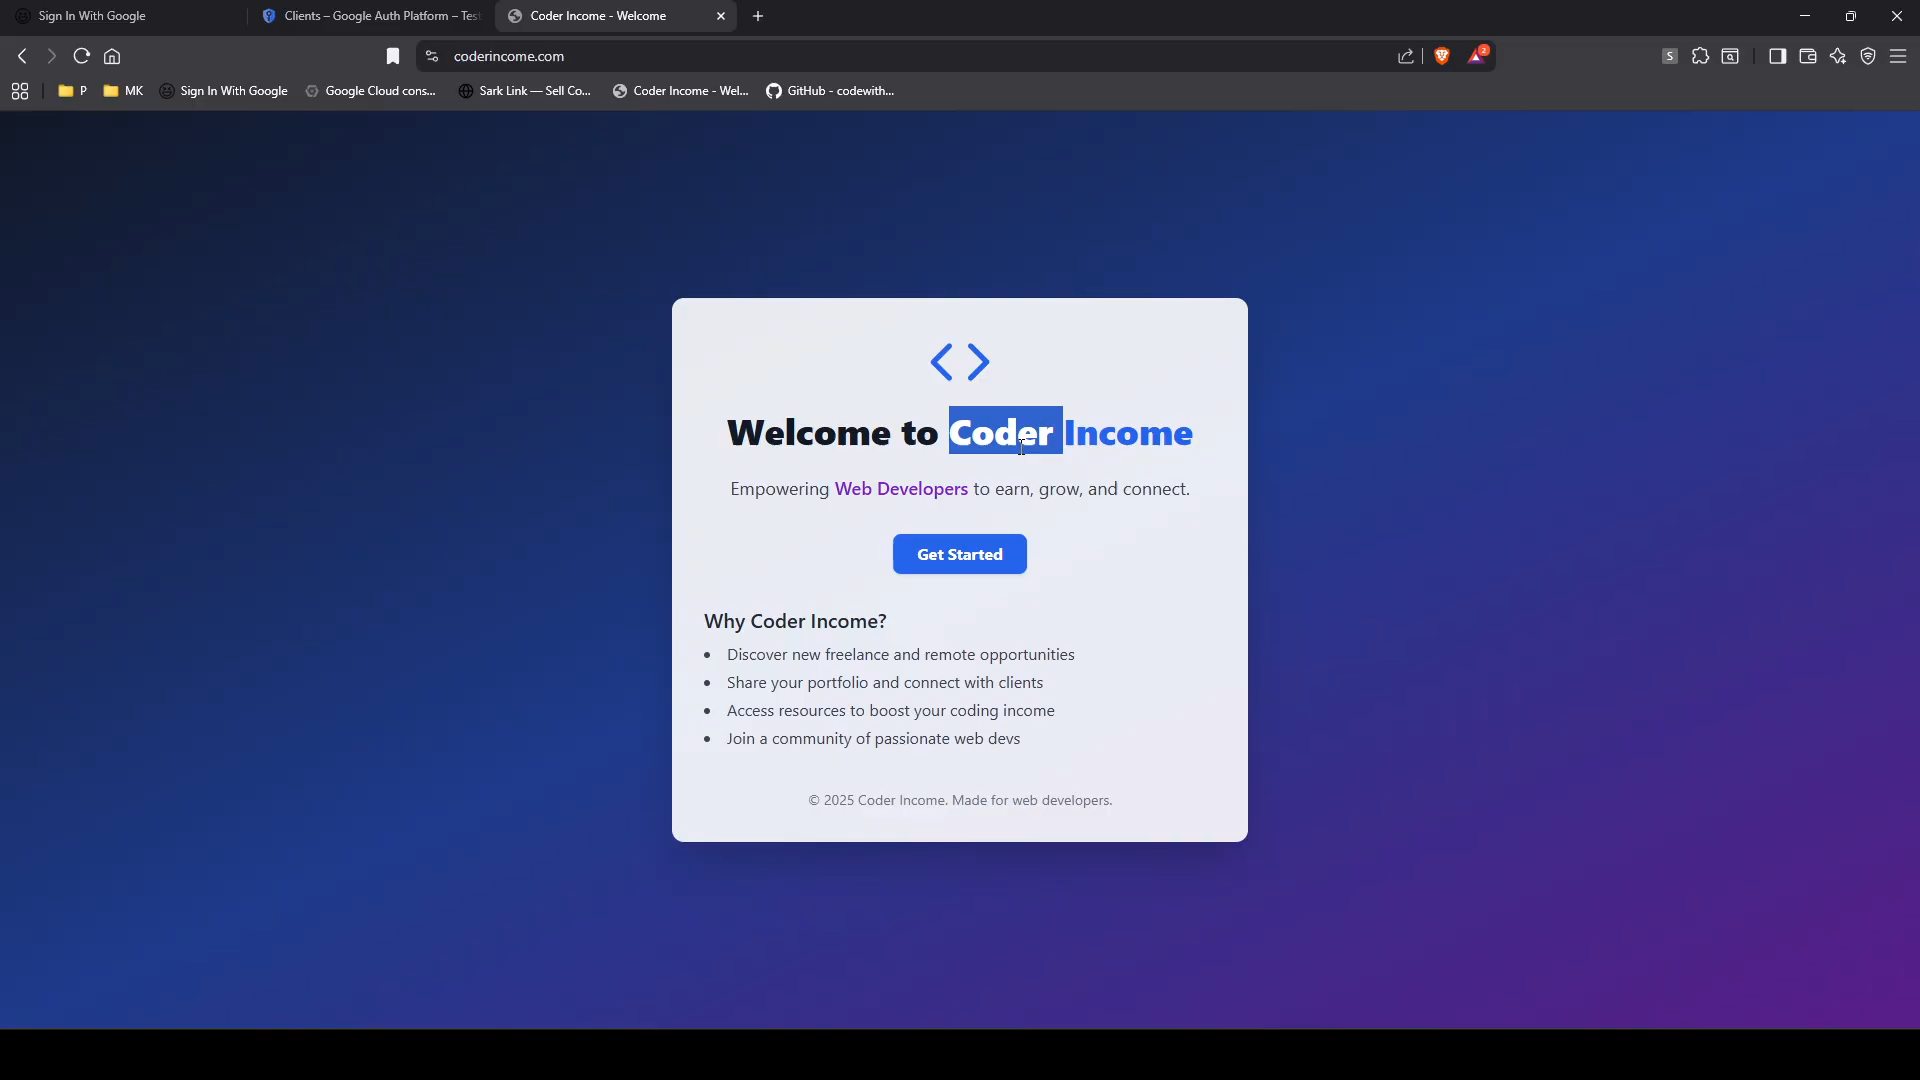 Sign In With Google
Clients – Google Auth Platform – Test
Coder Income - Welcome
coderincome.com
2
S
P
MK
Sign In With Google
Google Cloud cons...
Sark Link — Sell Co...
Coder Income - Wel...
GitHub - codewith...
Welcome to Coder Income
Empowering Web Developers to earn, grow, and connect.
Get Started
Why Coder Income?
• Discover new freelance and remote opportunities
• Share your portfolio and connect with clients
• Access resources to boost your coding income
• Join a community of passionate web devs
© 2025 Coder Income. Made for web developers.